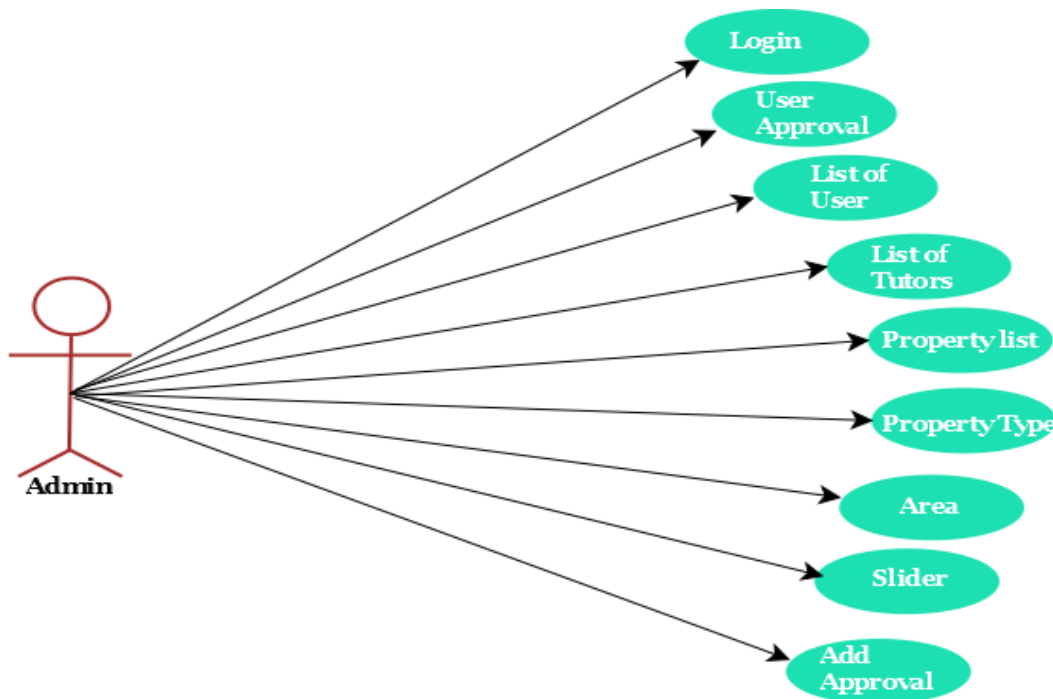 Login
User
Approval
List of
User
List of
Tutors
Property list
Property Type
Area
Slider
Add
Approval
Admin